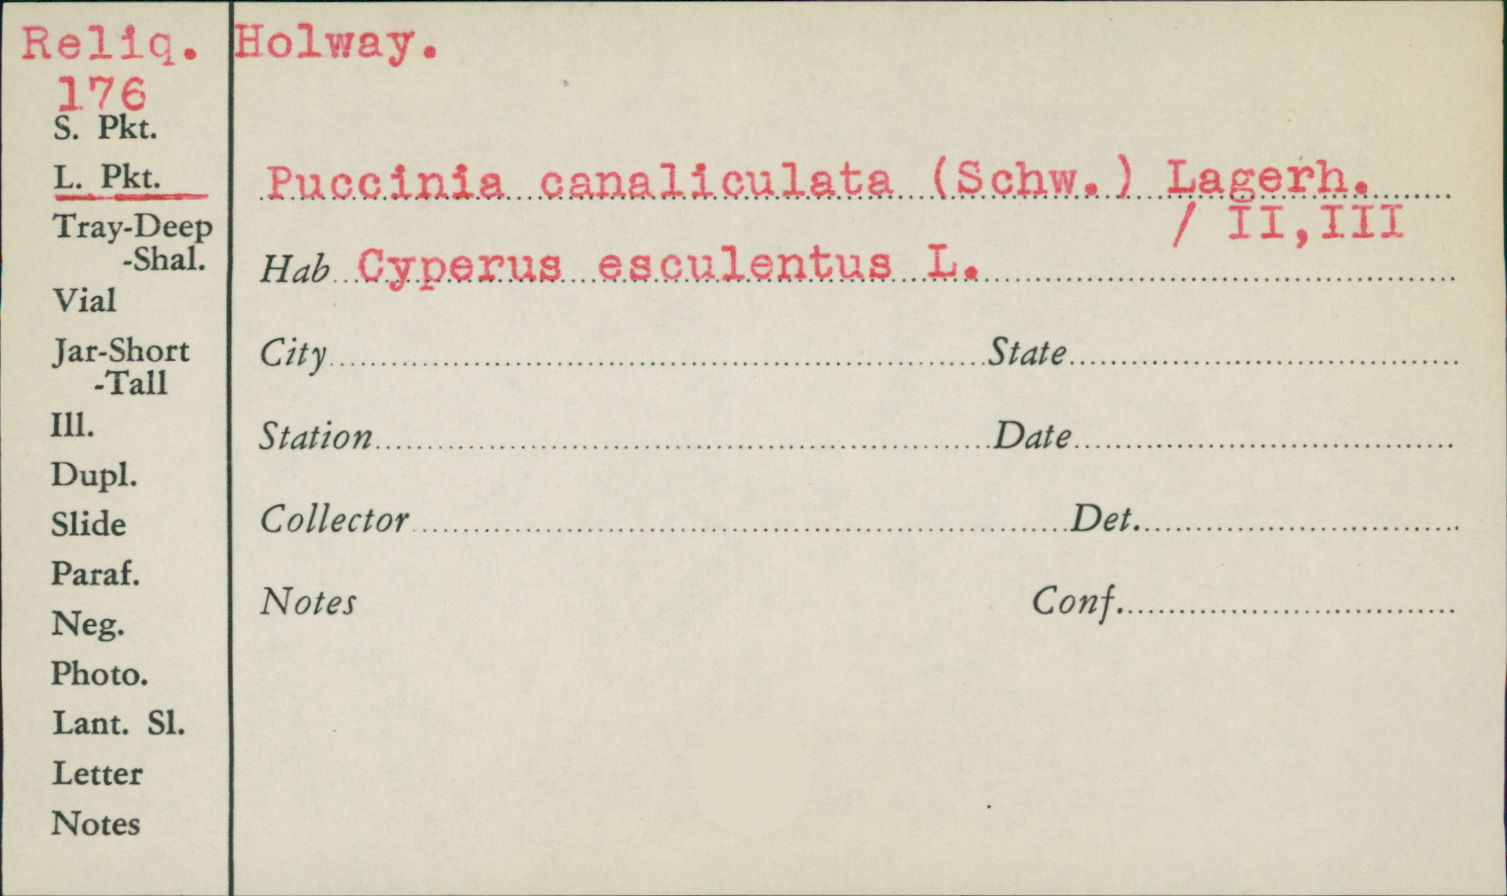 Reliq. Holway.
176
S. Pkt.
L. Pkt.
Puccinia canaliculata (Schw.) Lagerh.
/ II,III
Tray-Deep
-Shal.
Hab Cyperus esculentus L.
Vial
Jar-Short
-Tall
City State
Ill.
Station Date
Dupl.
Slide
Collector Det.
Paraf.
Notes Conf.
Neg.
Photo.
Lant. Sl.
Letter
Notes